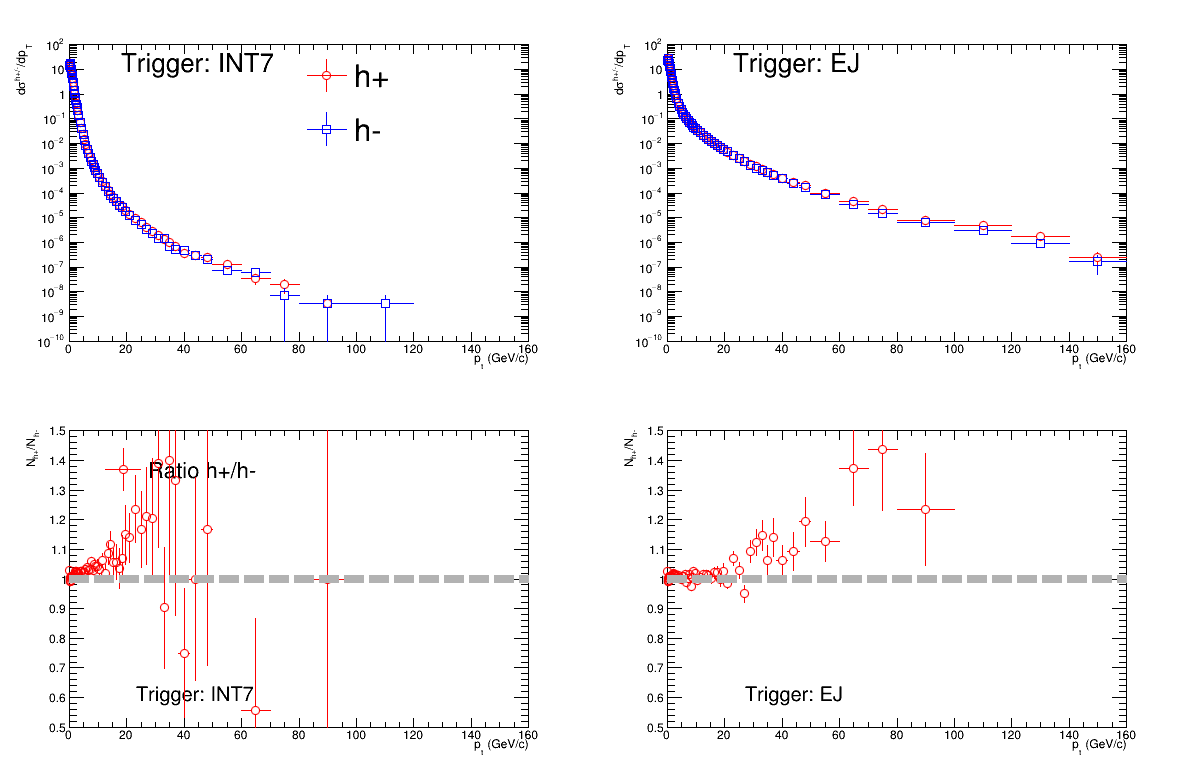 Trigger: INT7
h+
h-
dσ^{h+,-}/dp_T
10²
10
1
10⁻¹
10⁻²
10⁻³
10⁻⁴
10⁻⁵
10⁻⁶
10⁻⁷
10⁻⁸
10⁻⁹
10⁻¹⁰
0 20 40 60 80 100 120 140 160
p_t (GeV/c)
Trigger: EJ
10²
10
1
10⁻¹
10⁻²
10⁻³
10⁻⁴
10⁻⁵
10⁻⁶
10⁻⁷
10⁻⁸
10⁻⁹
10⁻¹⁰
0 20 40 60 80 100 120 140 160
p_t (GeV/c)
N_{h+}/N_{h-}
1.5
1.4
1.3
1.2
1.1
1
0.9
0.8
0.7
0.6
0.5
Ratio h+/h-
Trigger: INT7
0 20 40 60 80 100 120 140 160
p_t (GeV/c)
N_{h+}/N_{h-}
1.5
1.4
1.3
1.2
1.1
1
0.9
0.8
0.7
0.6
0.5
Trigger: EJ
0 20 40 60 80 100 120 140 160
p_t (GeV/c)